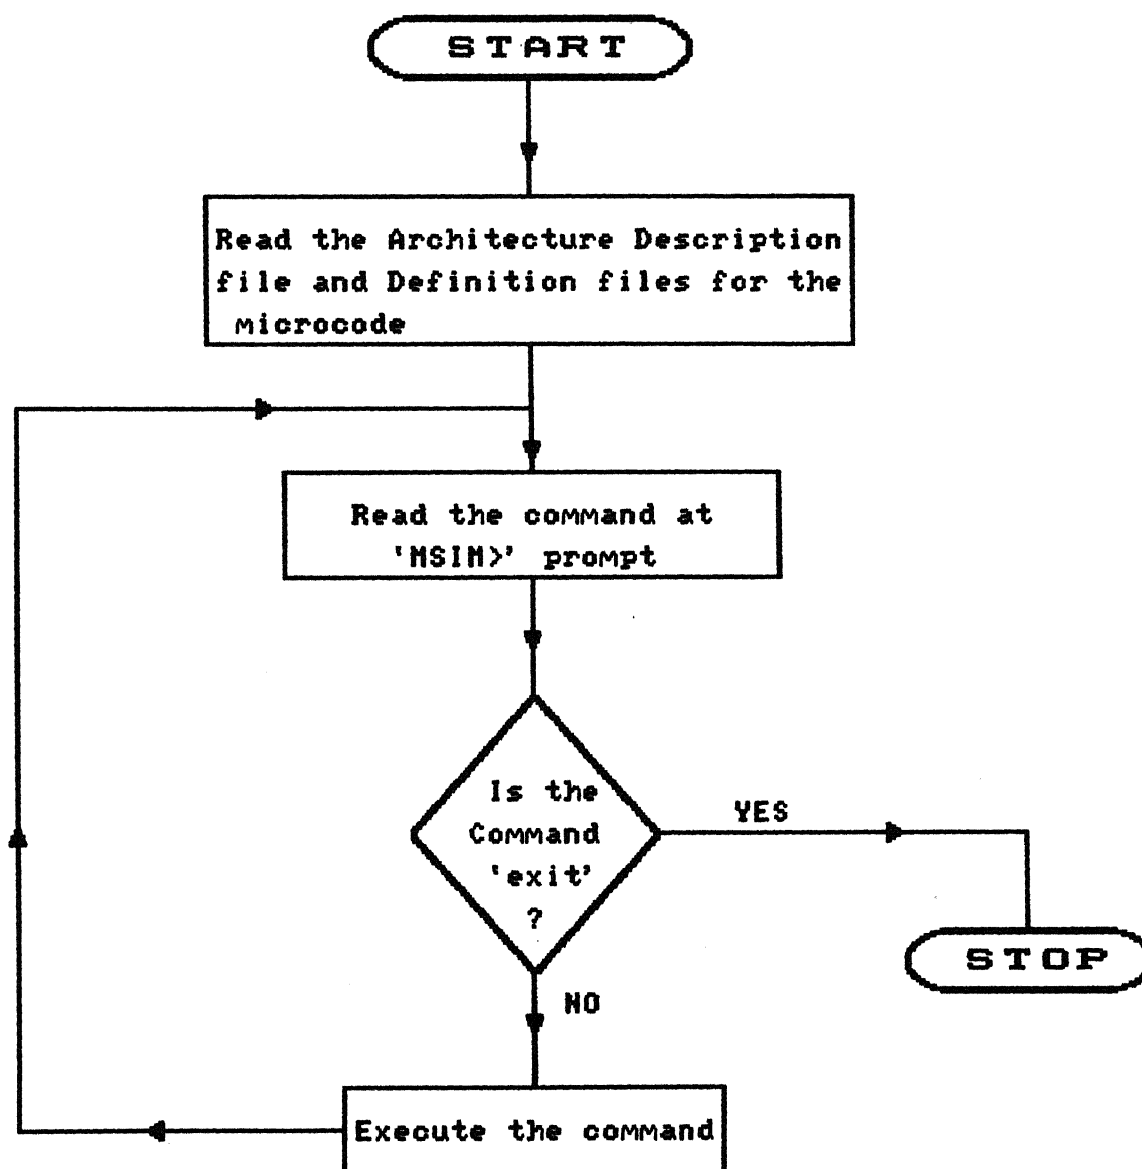 START
Read the Architecture Description
file and Definition files for the
microcode
Read the command at
'MSIM>' prompt
Is the
Command
'exit'
?
YES
STOP
NO
Execute the command